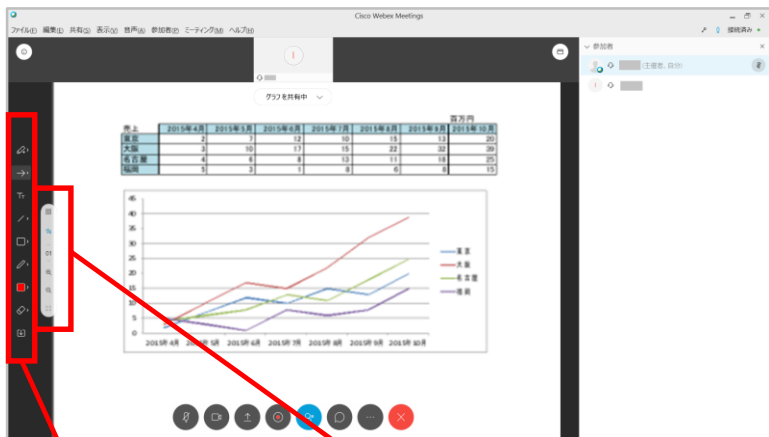 Cisco Webex Meetings
ファイル(F) 編集(E) 共有(S) 表示(V) 音声(A) 参加者(P) ミーティング(M) ヘルプ(H)
接続済み
参加者
(主催者、自分)
グラフを共有中
百万円
売上 2015年4月 2015年5月 2015年6月 2015年7月 2015年8月 2015年9月 2015年10月
東京 2 7 12 10 15 13 20
大阪 3 10 17 15 22 32 39
名古屋 4 6 8 13 11 18 25
福岡 5 3 1 8 6 8 15
45
40
35
30
25
20
15
10
5
0
東京
大阪
名古屋
福岡
2015年4月 2015年5月 2015年6月 2015年7月 2015年8月 2015年9月 2015年10月